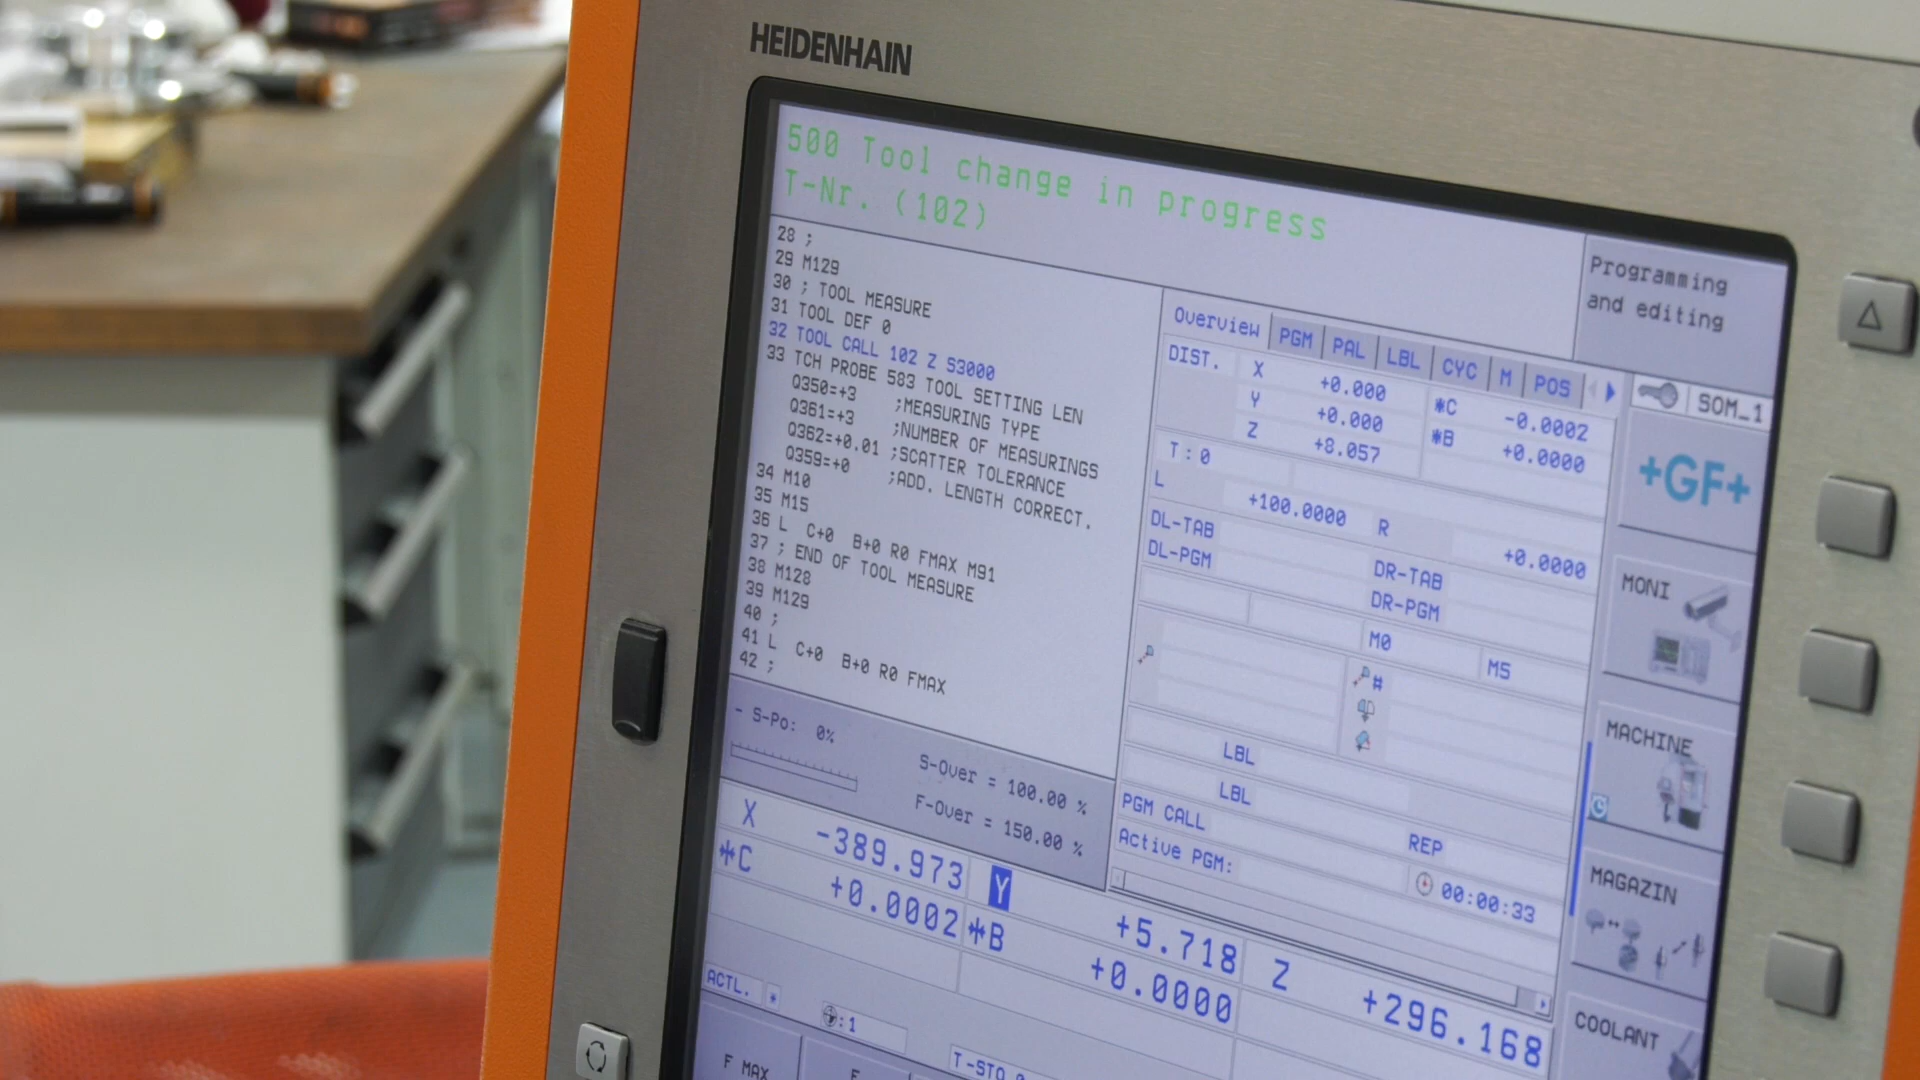 HEIDENHAIN
500 Tool change in progress
T-Nr. (102)
Programming
and editing
28 ;
29 M129
30 ; TOOL MEASURE
31 TOOL DEF 0
32 TOOL CALL 102 Z S3000
33 TCH PROBE 583 TOOL SETTING LEN
Q350=+3 ;MEASURING TYPE
Q361=+3 ;NUMBER OF MEASURINGS
Q362=+0.01 ;SCATTER TOLERANCE
Q359=+0 ;ADD. LENGTH CORRECT.
34 M10
35 M15
36 L C+0 B+0 R0 FMAX M91
37 ; END OF TOOL MEASURE
38 M128
39 M129
40 ;
41 L C+0 B+0 R0 FMAX
42 ;
Overview PGM PAL LBL CYC M POS
DIST. X +0.000 *C -0.0002
Y +0.000 *B +0.0000
Z +8.057
T : 0
L +100.0000 R +0.0000
DL-TAB DR-TAB
DL-PGM DR-PGM
M0 M5
#
LBL
LBL
PGM CALL REP
Active PGM: 00:00:33
SOM_1
+GF+
MONI
MACHINE
MAGAZIN
COOLANT
- S-Po: 0%
S-Over = 100.00 %
F-Over = 150.00 %
X -389.973 Y +5.718 Z +296.168
*C +0.0002 *B +0.0000
ACTL. * :1
F MAX F